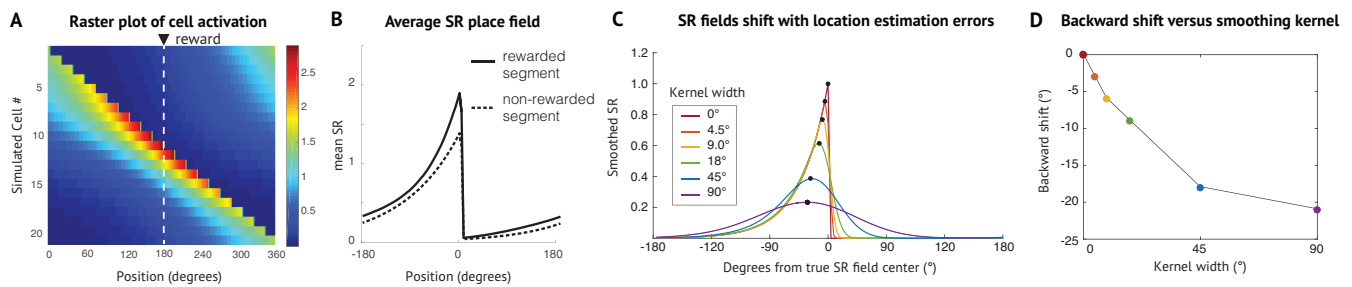 A
Raster plot of cell activation
reward
5
10
15
20
Simulated Cell #
0 60 120 180 240 300 360
Position (degrees)
2.5
2
1.5
1
0.5
B
Average SR place field
rewarded
segment
non-rewarded
segment
2
1
0
mean SR
-180 0 180
Position (degrees)
C
SR fields shift with location estimation errors
Kernel width
0°
4.5°
9.0°
18°
45°
90°
1.2
1.0
0.8
0.6
0.4
0.2
Smoothed SR
-180 -120 -90 0 90 120 180
Degrees from true SR field center (°)
D
Backward shift versus smoothing kernel
0
-5
-10
-15
-20
-25
Backward shift (°)
0 45 90
Kernel width (°)